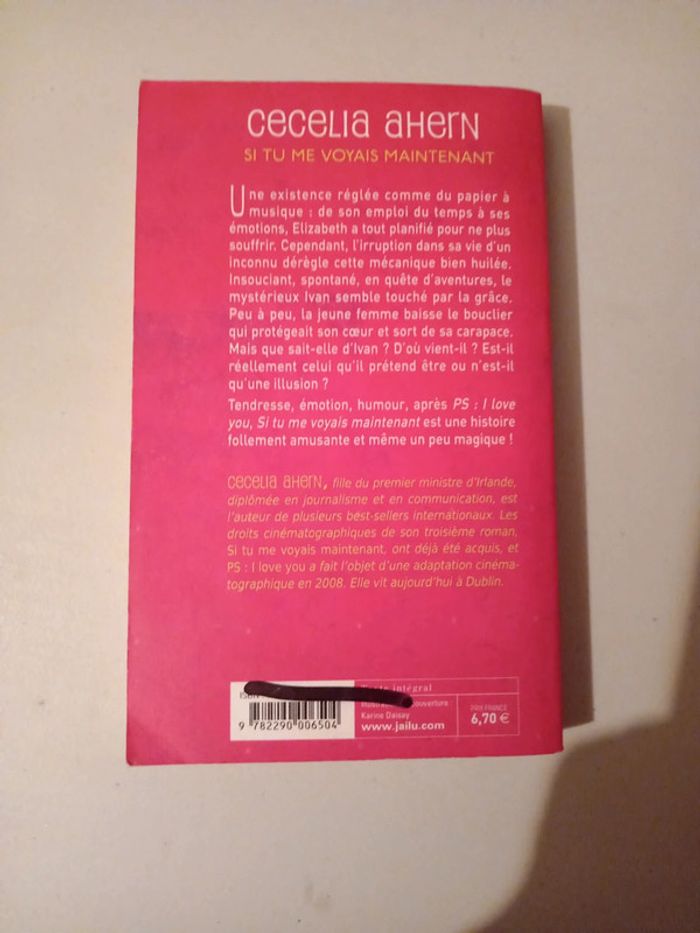 cecelia ahern
SI TU ME VOYAIS MAINTENANT
Une existence réglée comme du papier à
musique : de son emploi du temps à ses
émotions, Elizabeth a tout planifié pour ne plus
souffrir. Cependant, l'irruption dans sa vie d'un
inconnu dérègle cette mécanique bien huilée.
Insouciant, spontané, en quête d'aventures, le
mystérieux Ivan semble touché par la grâce.
Peu à peu, la jeune femme baisse le bouclier
qui protégeait son cœur et sort de sa carapace.
Mais que sait-elle d'Ivan ? D'où vient-il ? Est-il
réellement celui qu'il prétend être ou n'est-il
qu'une illusion ?
Tendresse, émotion, humour, après PS : I love
you, Si tu me voyais maintenant est une histoire
follement amusante et même un peu magique !
cecelia ahern, fille du premier ministre d'Irlande,
diplômée en journalisme et en communication, est
l'auteur de plusieurs best-sellers internationaux. Les
droits cinématographiques de son troisième roman,
Si tu me voyais maintenant, ont déjà été acquis, et
PS : I love you a fait l'objet d'une adaptation cinéma-
tographique en 2008. Elle vit aujourd'hui à Dublin.
intégral
couverture
Karine Daisay
www.jailu.com
PRIX FRANCE
6,70 €
9 782290 006504